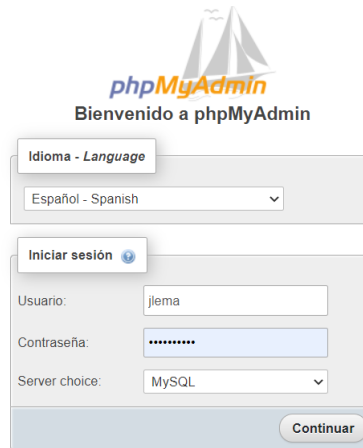 phpMyAdmin
Bienvenido a phpMyAdmin
Idioma - Language
Español - Spanish
Iniciar sesión
Usuario: jlema
Contraseña: ••••••••••
Server choice: MySQL
Continuar